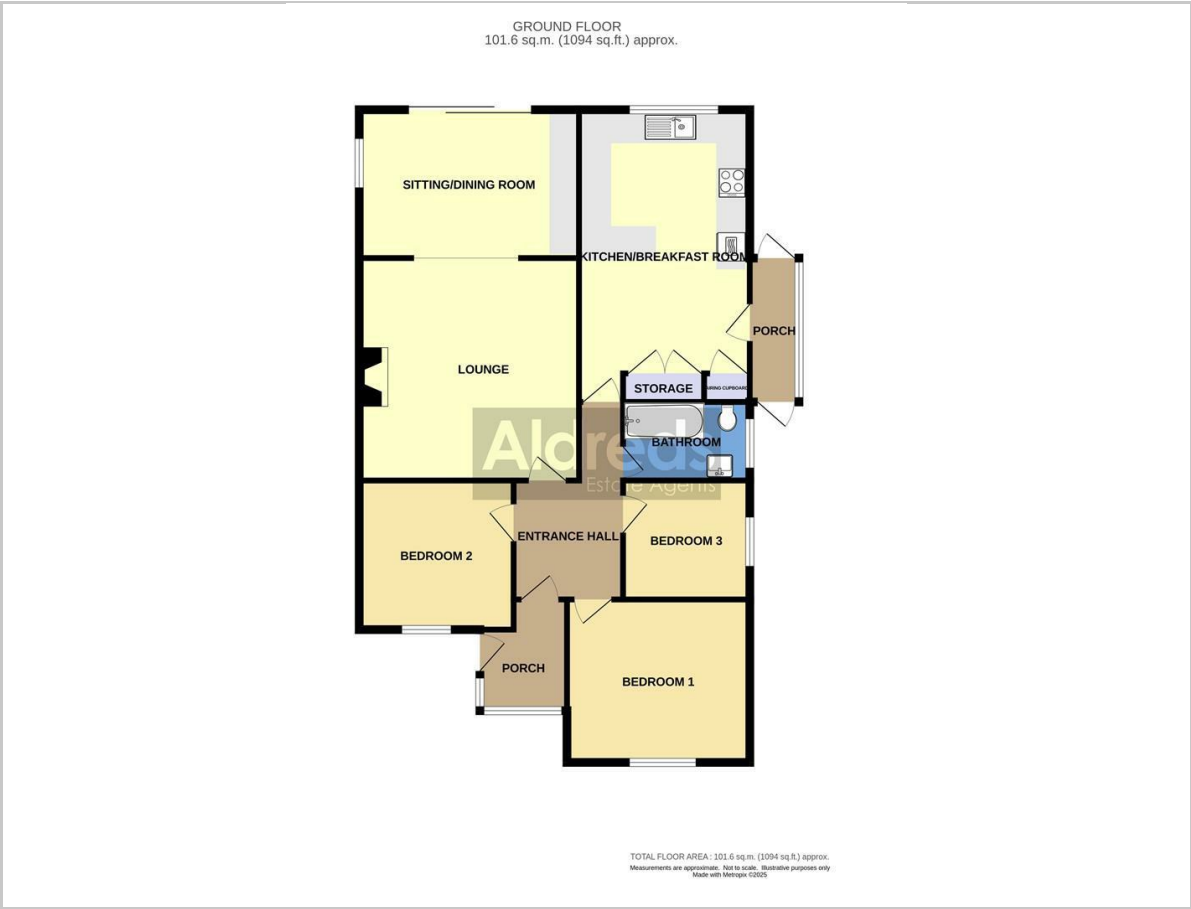 GROUND FLOOR
101.6 sq.m. (1094 sq.ft.) approx.
SITTING/DINING ROOM
KITCHEN/BREAKFAST ROOM
PORCH
LOUNGE
STORAGE
AIRING CUPBOARD
BATHROOM
Aldreds
Estate Agents
ENTRANCE HALL
BEDROOM 3
BEDROOM 2
PORCH
BEDROOM 1
TOTAL FLOOR AREA : 101.6 sq.m. (1094 sq.ft.) approx.
Measurements are approximate. Not to scale. Illustrative purposes only
Made with Metropix ©2025